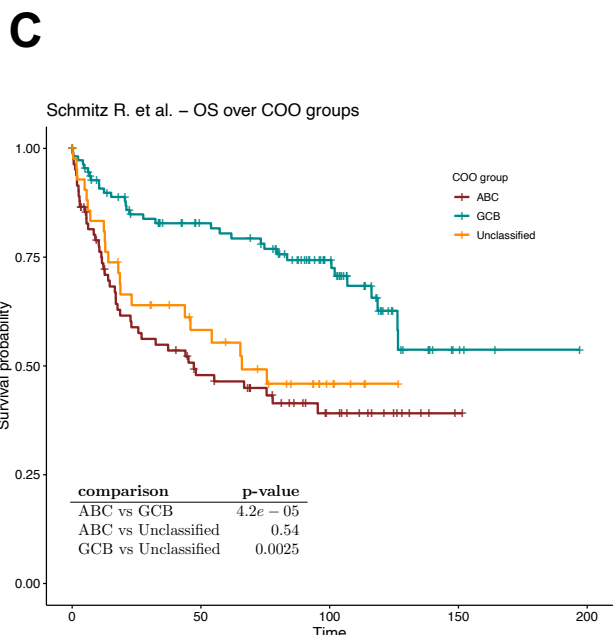 C
Schmitz R. et al. – OS over COO groups
1.00
0.75
0.50
0.25
0.00
Survival probability
COO group
ABC
GCB
Unclassified
comparison p-value
ABC vs GCB 4.2e − 05
ABC vs Unclassified 0.54
GCB vs Unclassified 0.0025
0 50 100 150 200
Time